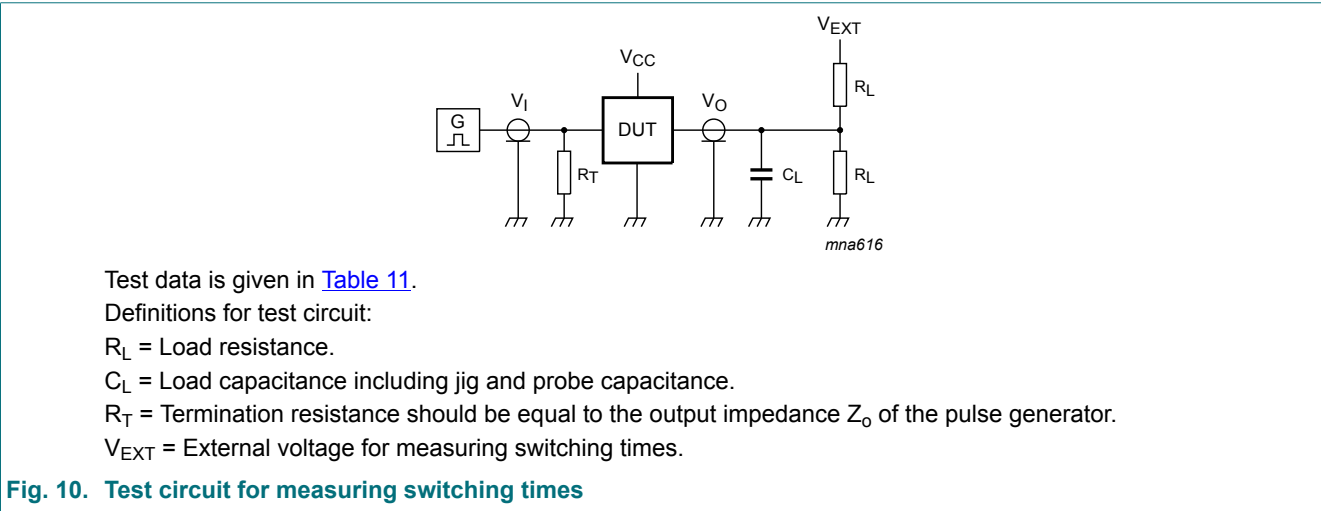 VEXT
VCC
RL
VI
VO
G
DUT
RT
CL
RL
mna616
Test data is given in Table 11.
Definitions for test circuit:
RL = Load resistance.
CL = Load capacitance including jig and probe capacitance.
RT = Termination resistance should be equal to the output impedance Zo of the pulse generator.
VEXT = External voltage for measuring switching times.
Fig. 10. Test circuit for measuring switching times